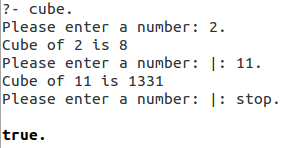 ?- cube.
Please enter a number: 2.
Cube of 2 is 8
Please enter a number: |: 11.
Cube of 11 is 1331
Please enter a number: |: stop.
true.